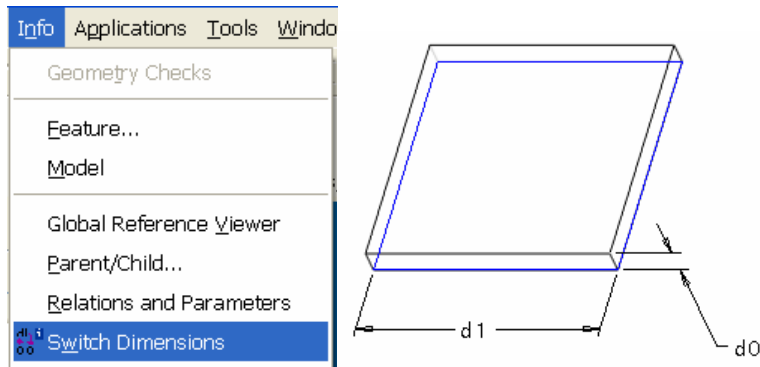 Info Applications Tools Windo
Geometry Checks
Feature...
Model
Global Reference Viewer
Parent/Child...
Relations and Parameters
Switch Dimensions
d1
d0